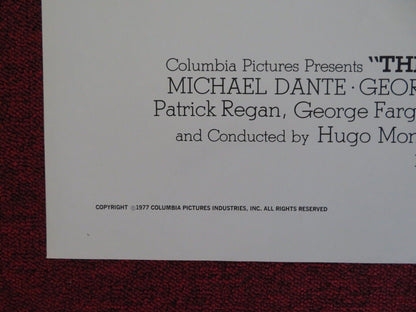 Columbia Pictures Presents "THE
MICHAEL DANTE · GEOR
Patrick Regan, George Farg
and Conducted by Hugo Mon
COPYRIGHT ©1977 COLUMBIA PICTURES INDUSTRIES, INC. ALL RIGHTS RESERVED